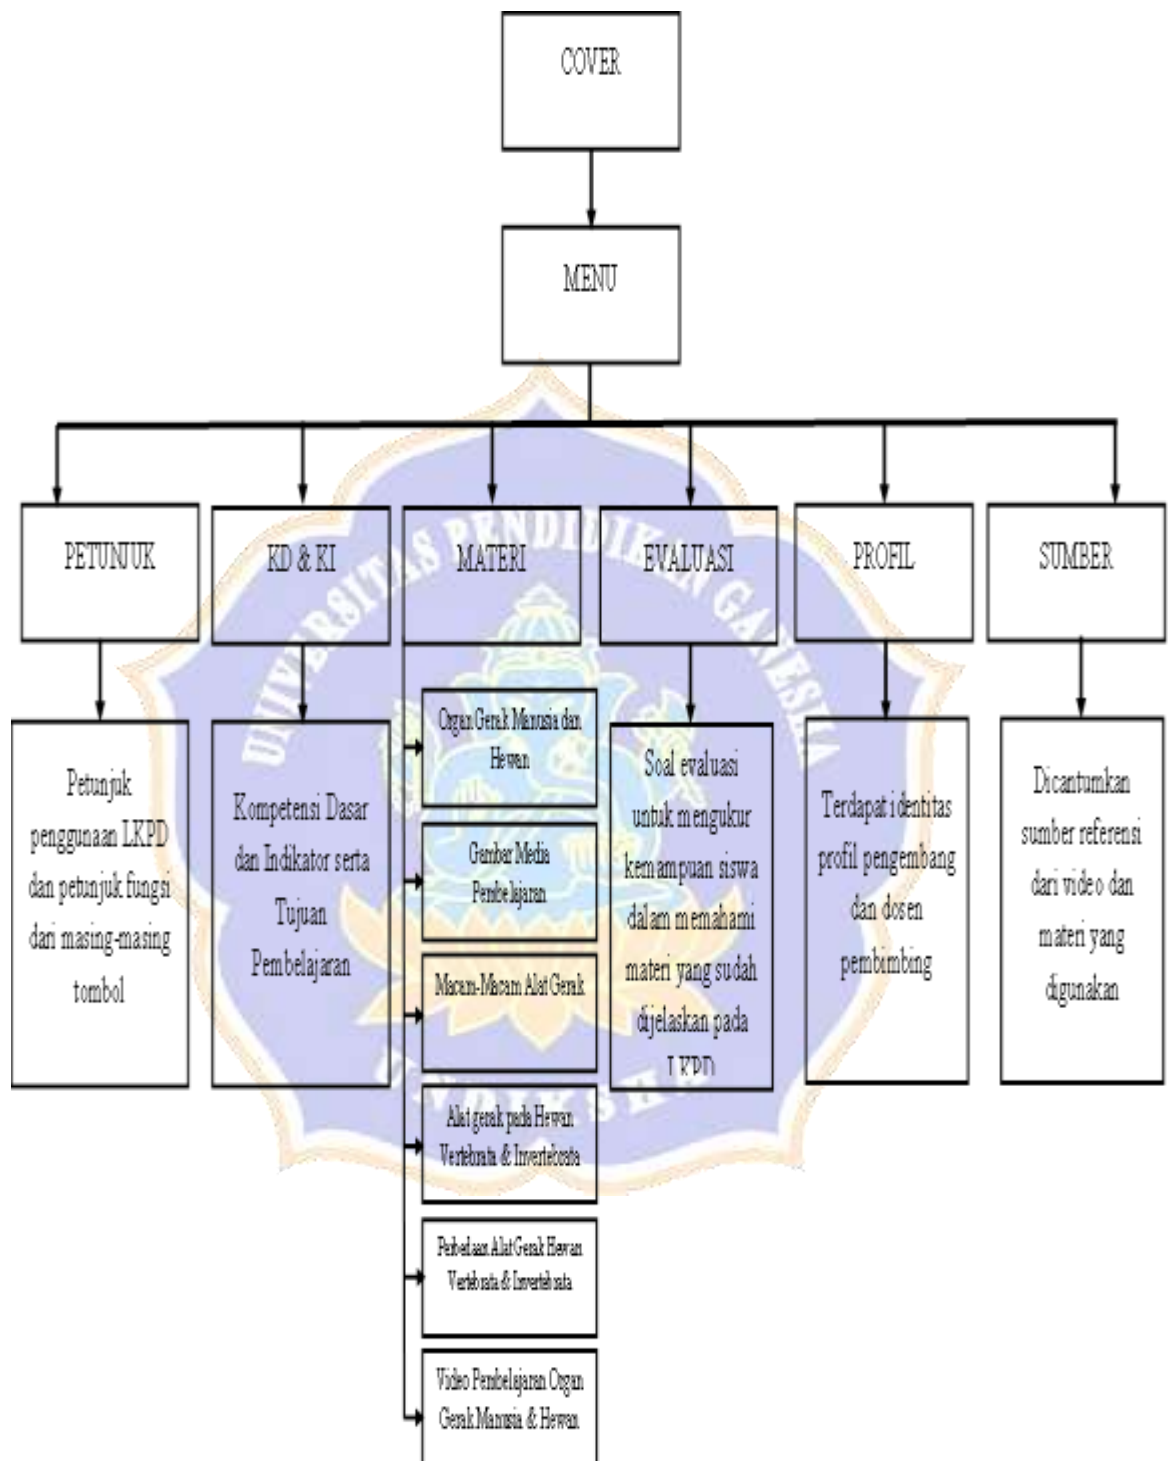 COVER
MENU
PETUNJUK
KD & KI
MATERI
EVALUASI
PROFIL
SUMBER
Petunjuk
penggunaan LKPD
dan petunjuk fungsi
dari masing-masing
tombol
Kompetensi Dasar
dan Indikator serta
Tujuan
Pembelajaran
Organ Gerak Manusia dan
Hewan
Gambar Media
Pembelajaran
Macam-Macam Alat Gerak
Alat gerak pada Hewan
Vertebrata & Invertebrata
Perbedaan Alat Gerak Hewan
Vertebrata & Invertebrata
Video Pembelajaran Organ
Gerak Manusia & Hewan
Soal evaluasi
untuk mengukur
kemampuan siswa
dalam memahami
materi yang sudah
dijelaskan pada
LKPD
Terdapat identitas
profil pengembang
dan dosen
pembimbing
Dicantumkan
sumber referensi
dari video dan
materi yang
digunakan
UNIVERSITAS PENDIDIKAN GANESHA
UNDIKSHA